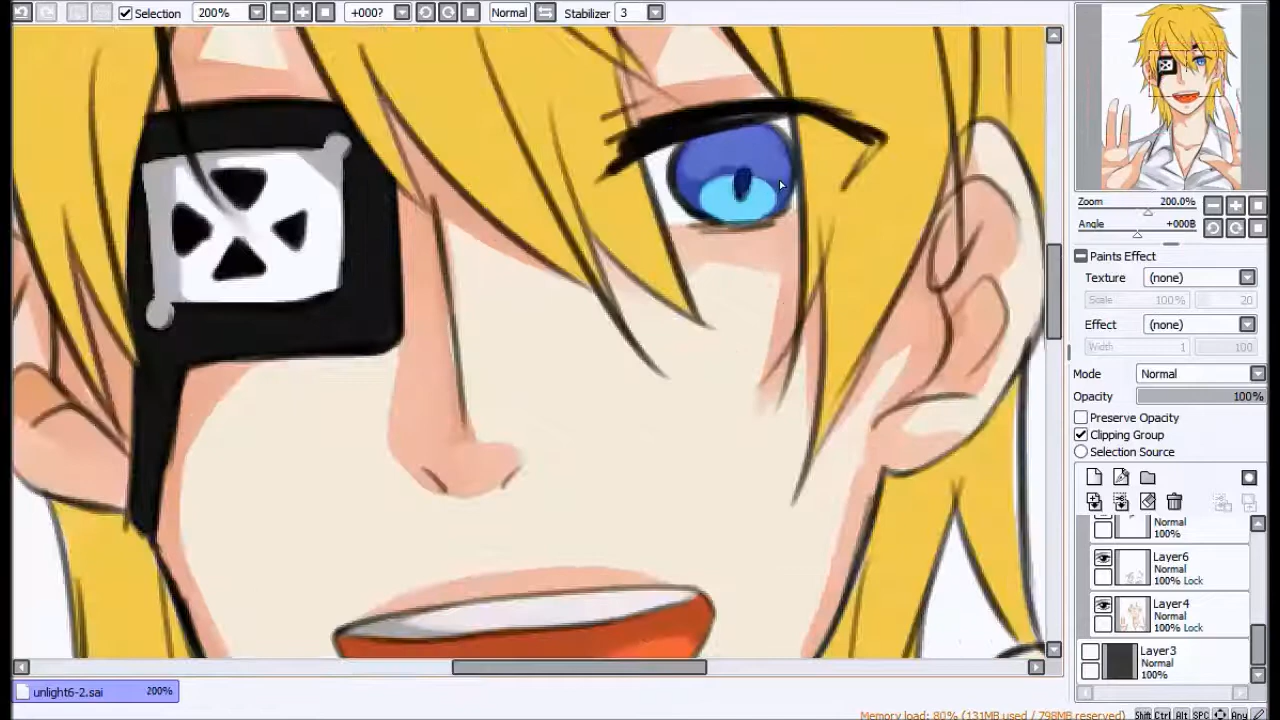 Selection 200% +000? Normal Stabilizer 3
Zoom 200.0%
Angle +000B
Paints Effect
Texture (none)
Scale 100% 20
Effect (none)
Width 1 100
Mode Normal
Opacity 100%
Preserve Opacity
Clipping Group
Selection Source
Normal
100%
Layer6
Normal
100% Lock
Layer4
Normal
100% Lock
Layer3
Normal
100%
unlight6-2.sai 200%
Memory load: 80% (131MB used / 798MB reserved) Shift Ctrl Alt SPC Any